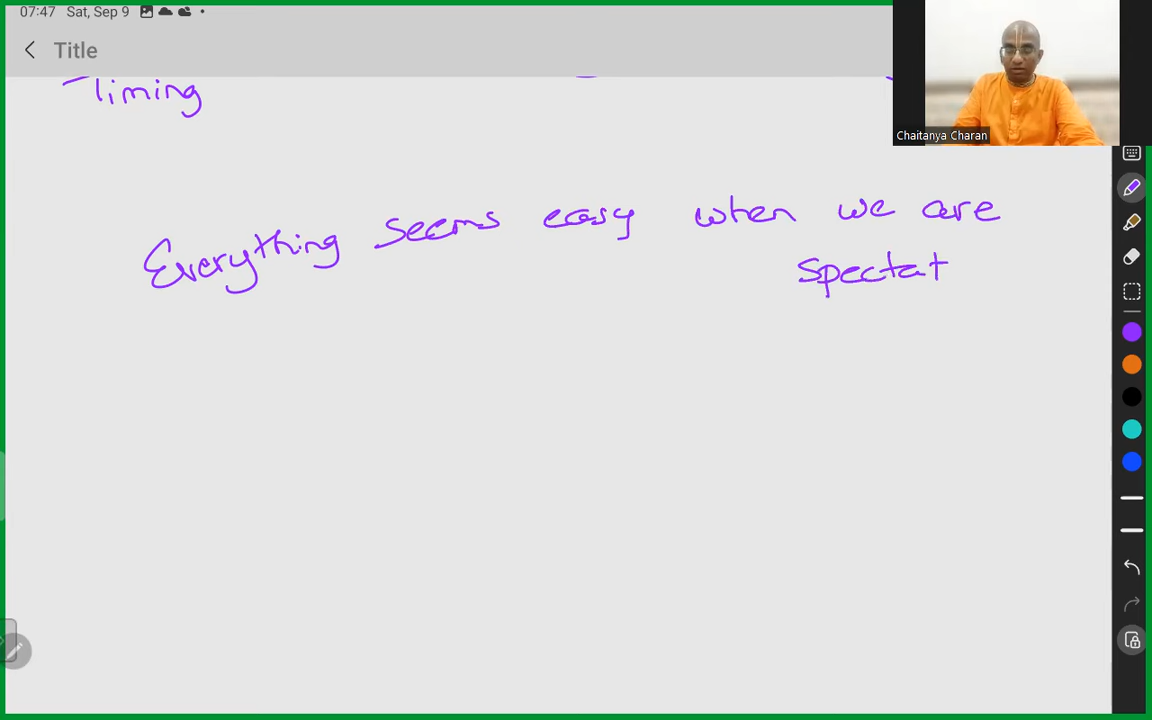 07:47 Sat, Sep 9
Title
Timing
Chaitanya Charan
Everything seems easy when we are
spectat